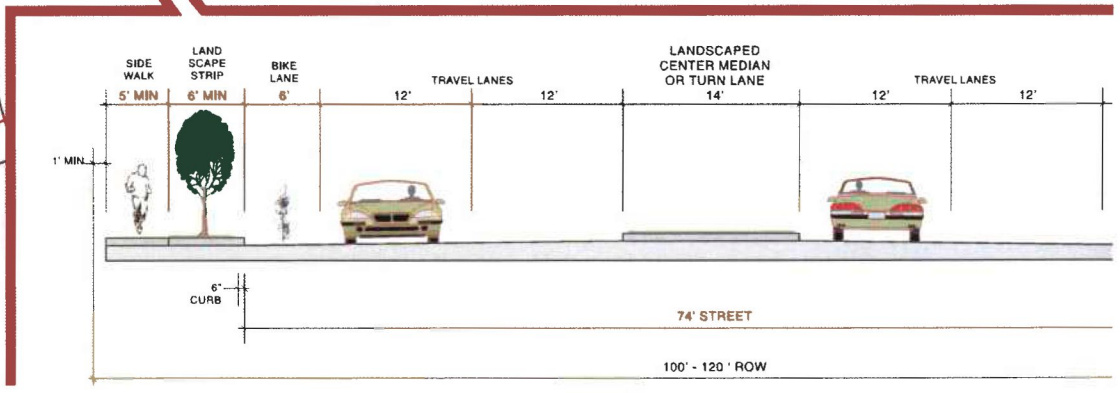 SIDE
WALK
5' MIN
LAND
SCAPE
STRIP
6' MIN
BIKE
LANE
6'
TRAVEL LANES
12'
12'
LANDSCAPED
CENTER MEDIAN
OR TURN LANE
14'
TRAVEL LANES
12'
12'
1' MIN
6"
CURB
74' STREET
100' - 120 ' ROW